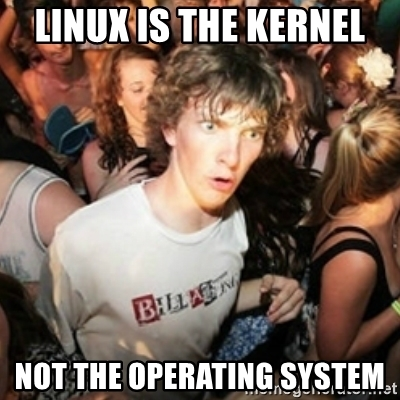 LINUX IS THE KERNEL
NOT THE OPERATING SYSTEM